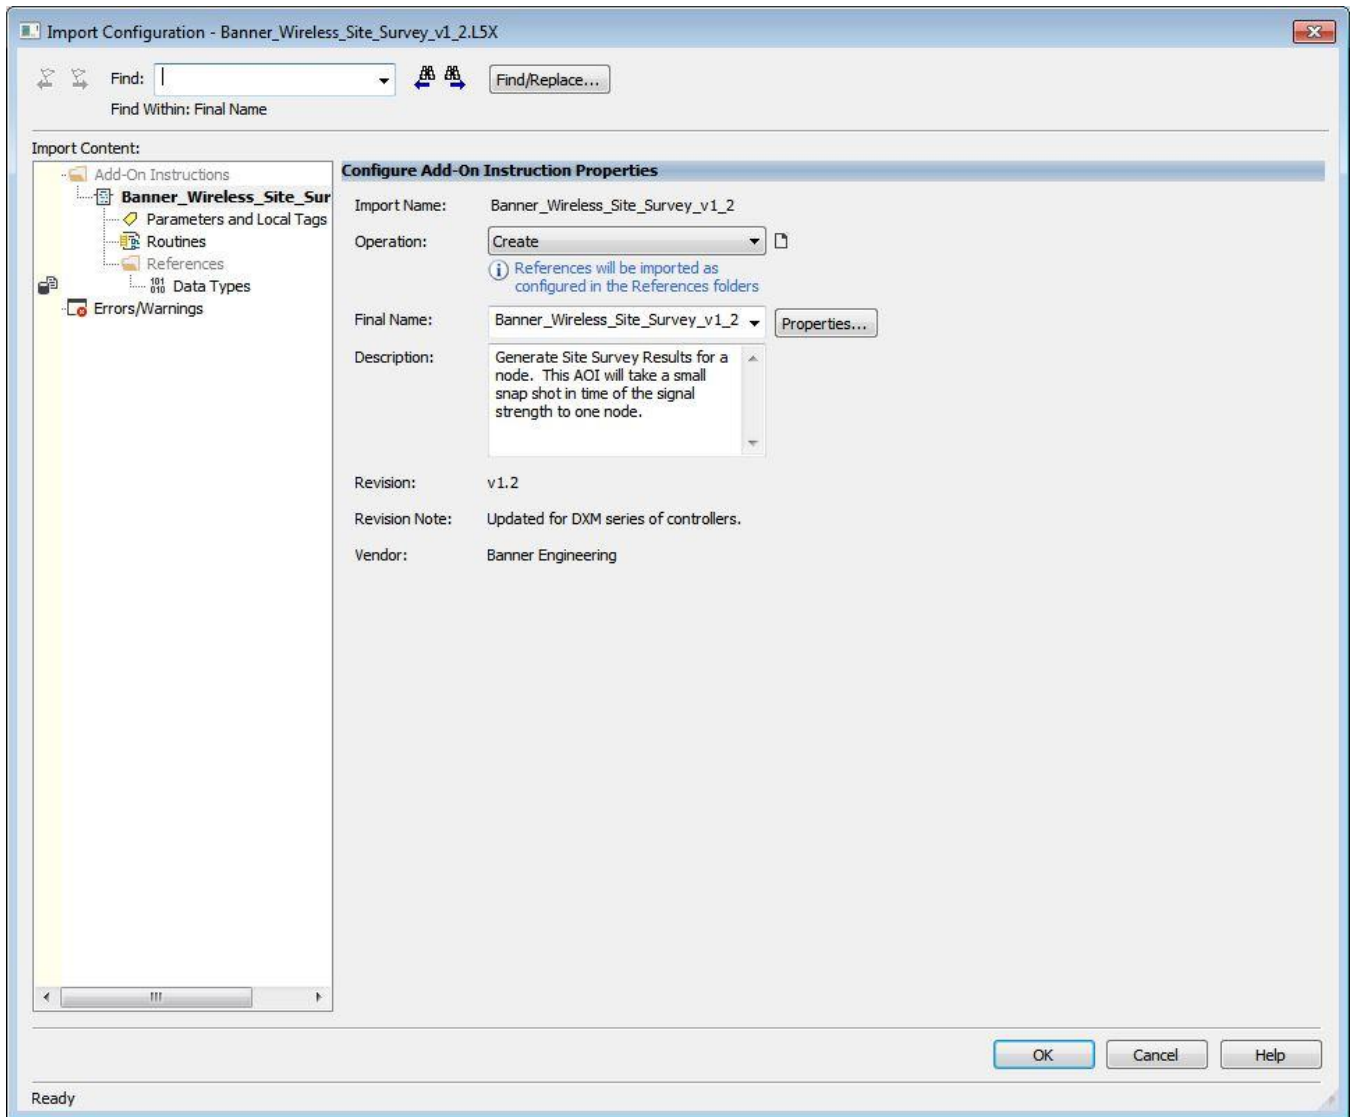 Import Configuration - Banner_Wireless_Site_Survey_v1_2.L5X
Find:
Find/Replace...
Find Within: Final Name
Import Content:
Add-On Instructions
Banner_Wireless_Site_Sur
Parameters and Local Tags
Routines
References
Data Types
Errors/Warnings
Configure Add-On Instruction Properties
Import Name: Banner_Wireless_Site_Survey_v1_2
Operation: Create
References will be imported as
configured in the References folders
Final Name: Banner_Wireless_Site_Survey_v1_2 Properties...
Description: Generate Site Survey Results for a
node. This AOI will take a small
snap shot in time of the signal
strength to one node.
Revision: v1.2
Revision Note: Updated for DXM series of controllers.
Vendor: Banner Engineering
OK Cancel Help
Ready